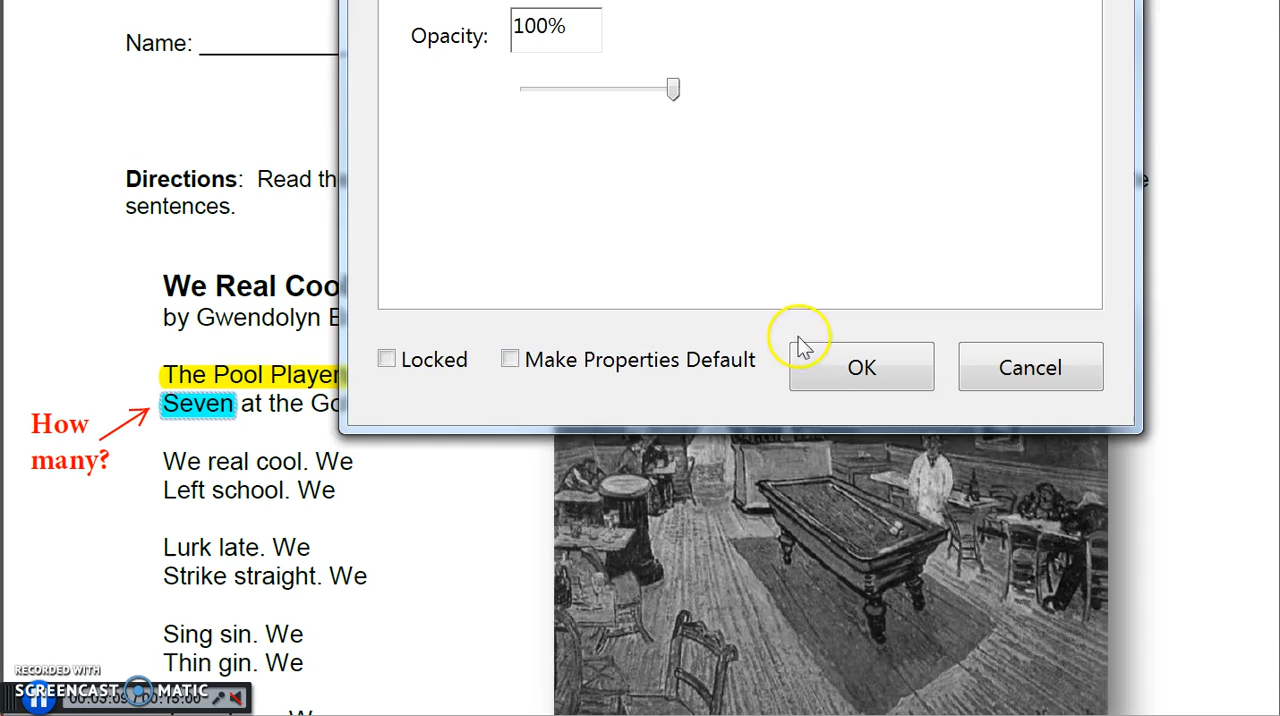 100%
Opacity:
Name:
Directions: Read th
e
sentences.
We Real Coo
by Gwendolyn B
Locked
Make Properties Default
OK
Cancel
The Pool Player
Seven at the Go
How
many?
We real cool. We
Left school. We
Lurk late. We
Strike straight. We
Sing sin. We
Thin gin. We
RECORDED WITH
SCREENCAST MATIC